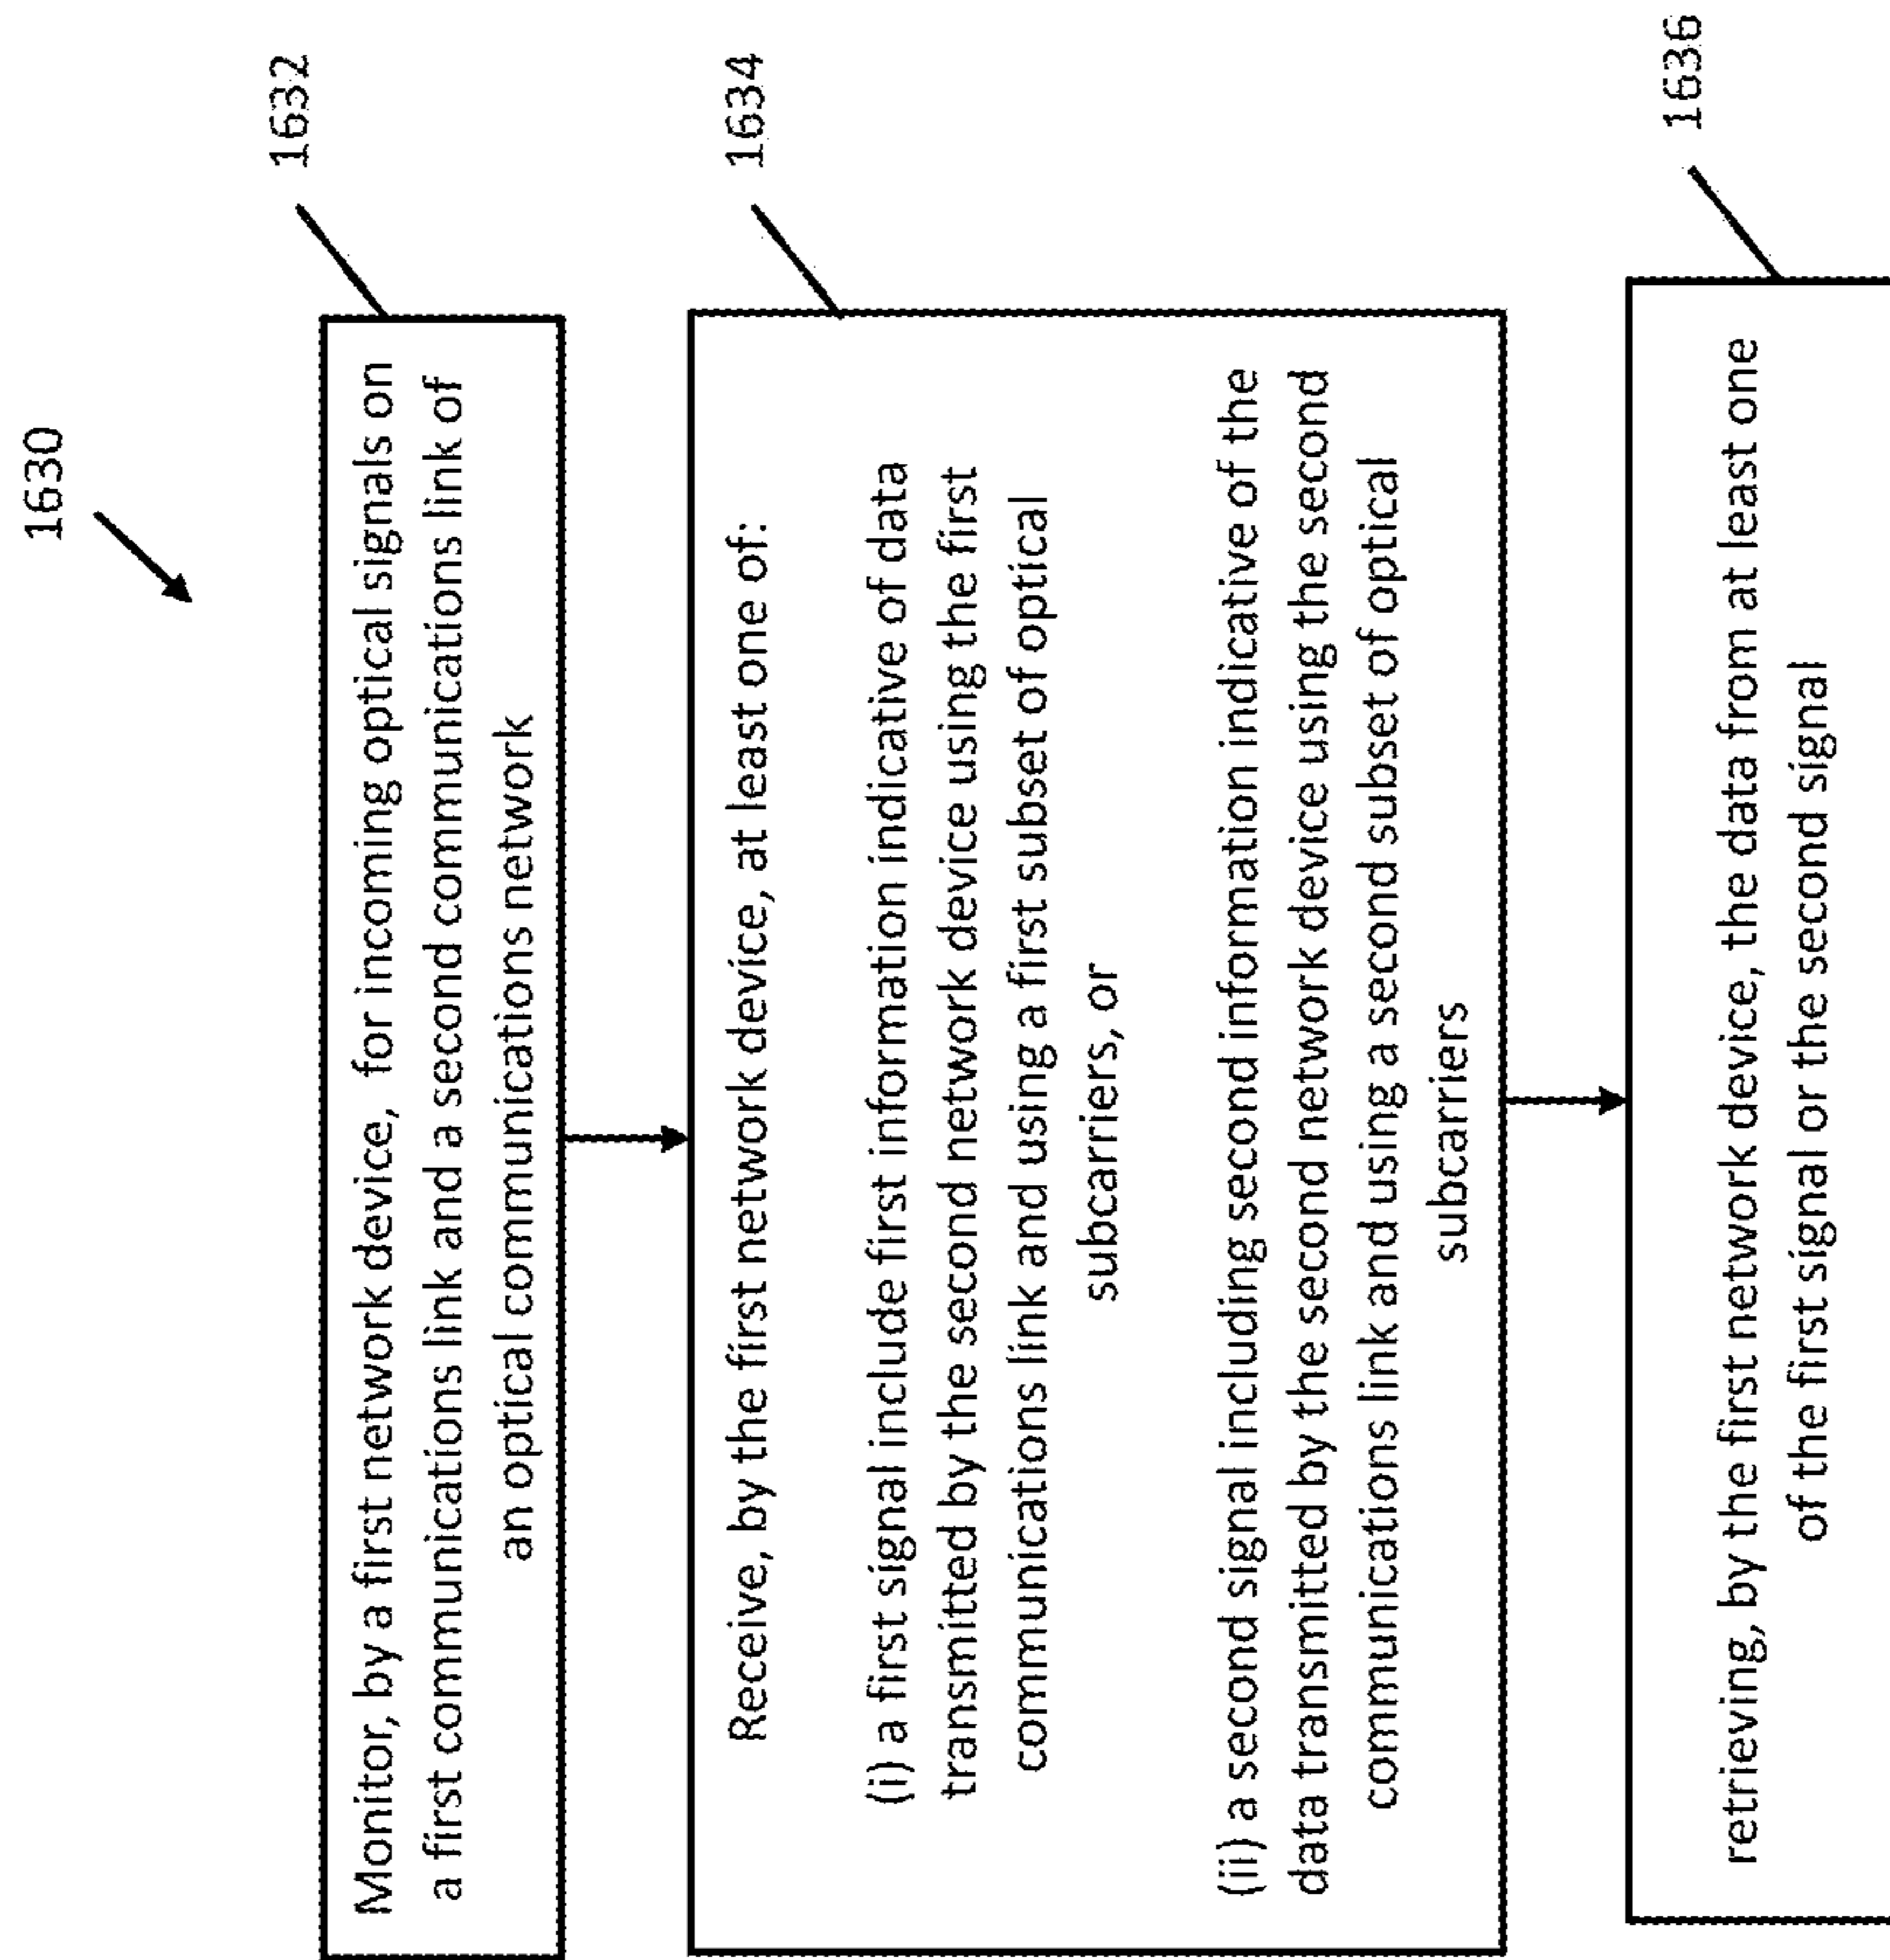 1630
1632
Monitor, by a first network device, for incoming optical signals on
a first communications link and a second communications link of
an optical communications network
1634
Receive, by the first network device, at least one of:
(i) a first signal include first information indicative of data
transmitted by the second network device using the first
communications link and using a first subset of optical
subcarriers, or
(ii) a second signal including second information indicative of the
data transmitted by the second network device using the second
communications link and using a second subset of optical
subcarriers
1636
retrieving, by the first network device, the data from at least one
of the first signal or the second signal